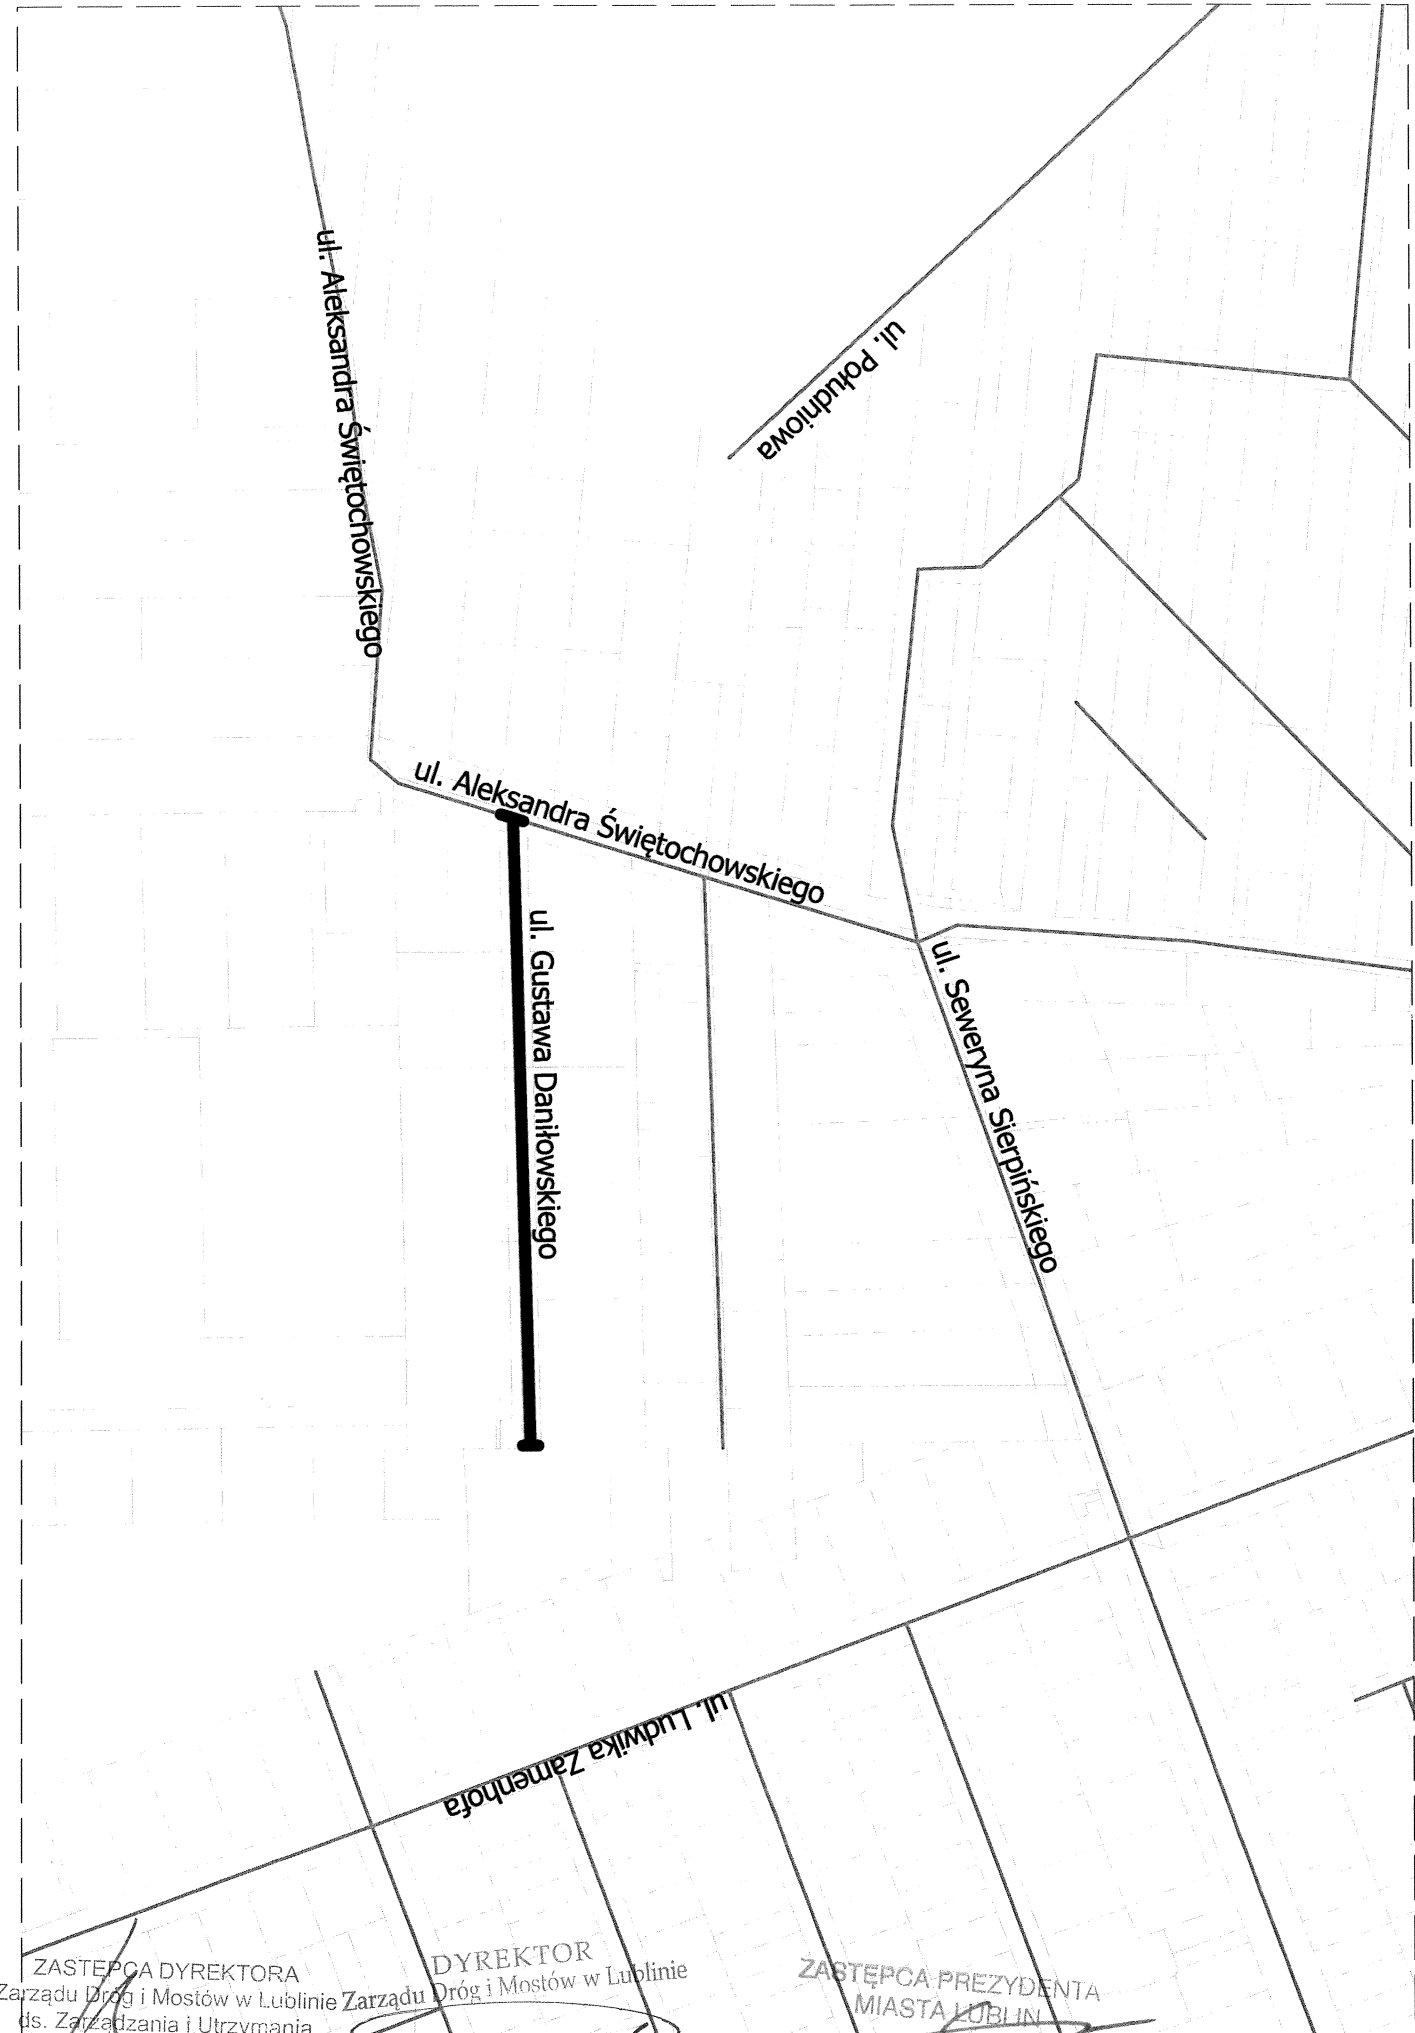 ul. Aleksandra Świętochowskiego
ul. Południowa
ul. Aleksandra Świętochowskiego
ul. Gustawa Daniłowskiego
ul. Seweryna Sierpińskiego
ul. Ludwika Zamenhofa
ZASTĘPCA DYREKTORA
Zarządu Dróg i Mostów w Lublinie
ds. Zarządzania i Utrzymania
DYREKTOR
Zarządu Dróg i Mostów w Lublinie
ZASTĘPCA PREZYDENTA
MIASTA LUBLIN